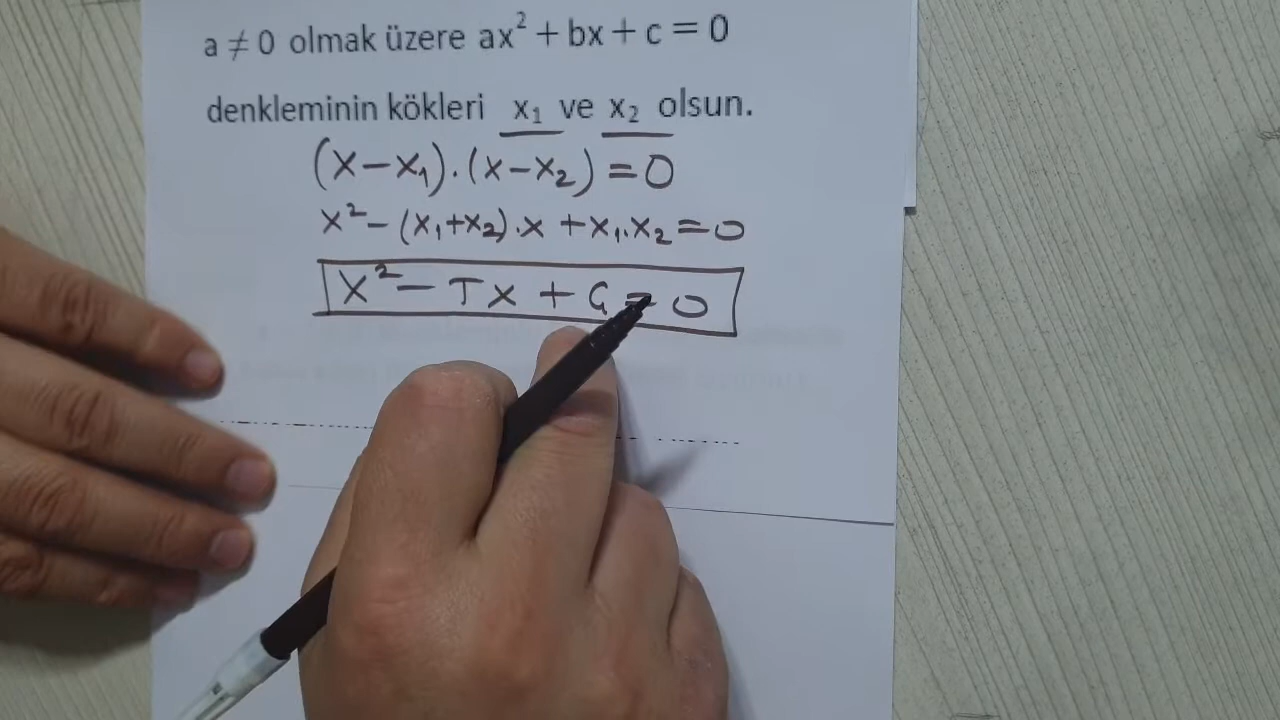 a ≠ 0 olmak üzere ax² + bx + c = 0
denkleminin kökleri x₁ ve x₂ olsun.
(x-x₁).(x-x₂) = 0
x² - (x₁+x₂).x + x₁.x₂ = 0
x² - Tx + Ç = 0